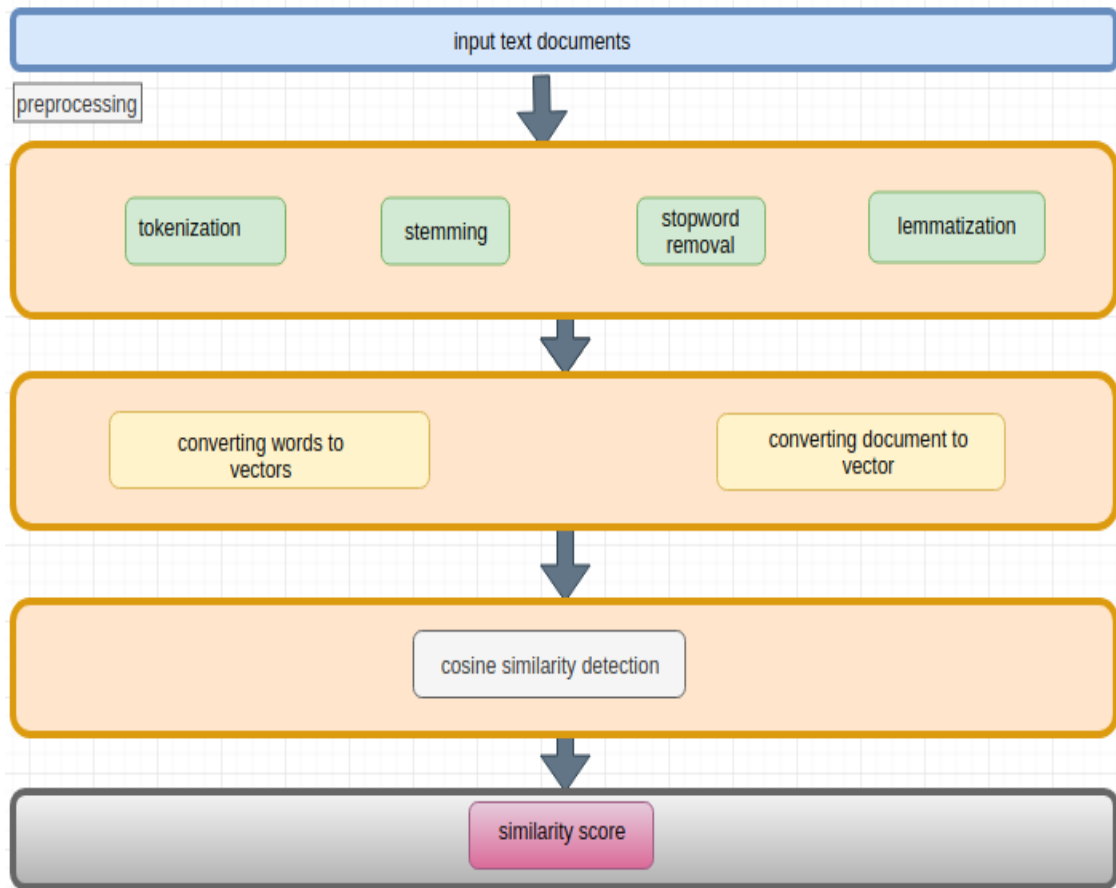 input text documents
preprocessing
tokenization
stemming
stopword
removal
lemmatization
converting words to
vectors
converting document to
vector
cosine similarity detection
similarity score